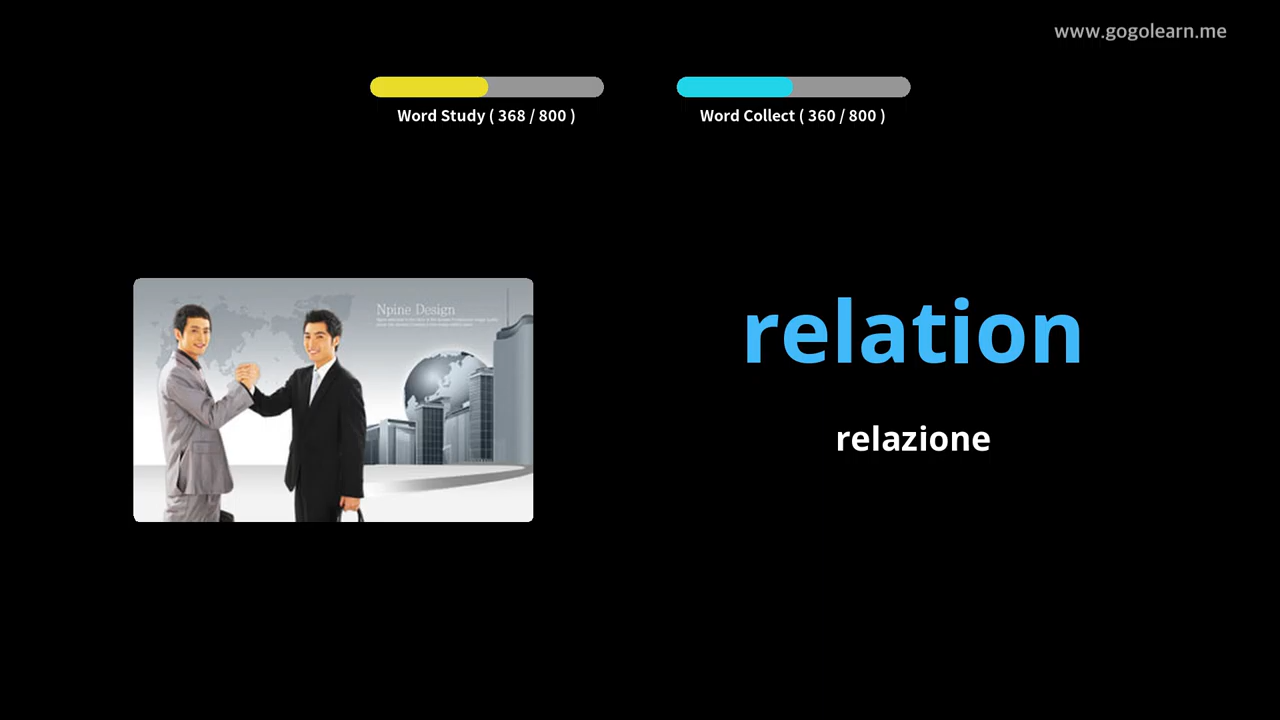 www.gogolearn.me
Word Study ( 368 / 800 )
Word Collect ( 360 / 800 )
Npine Design
relation
relazione